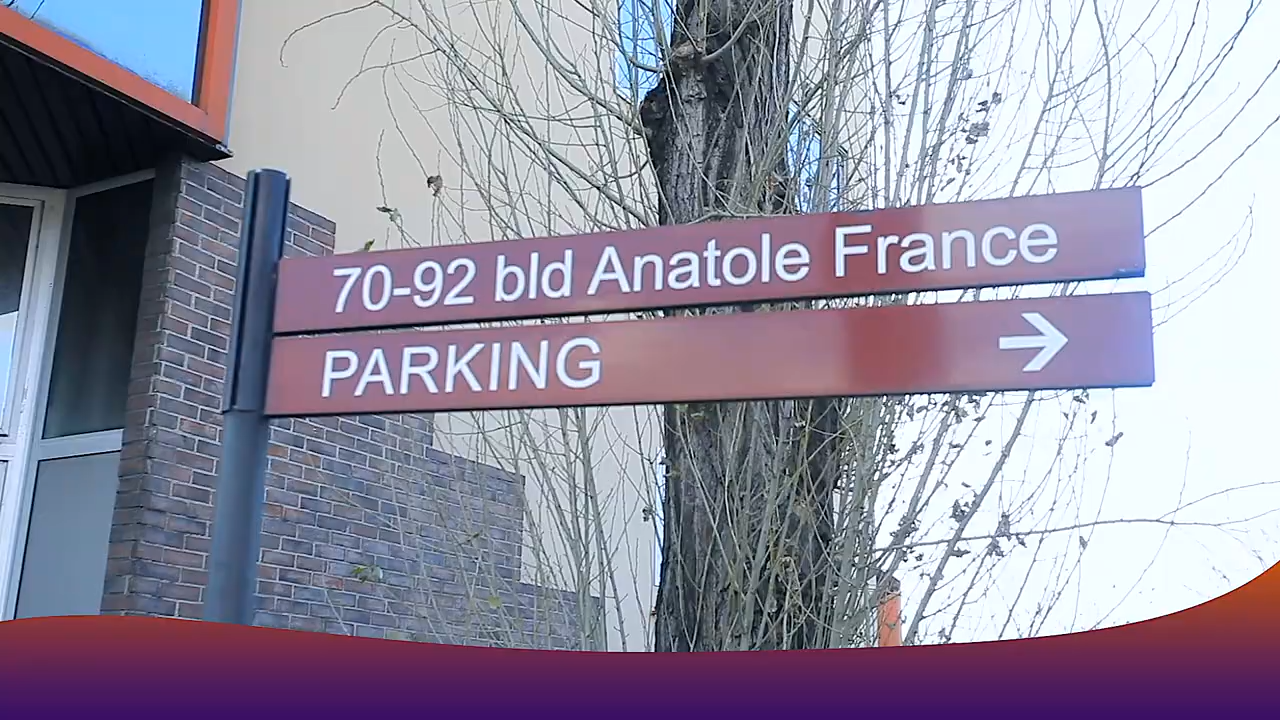 70-92 bld Anatole France
PARKING →